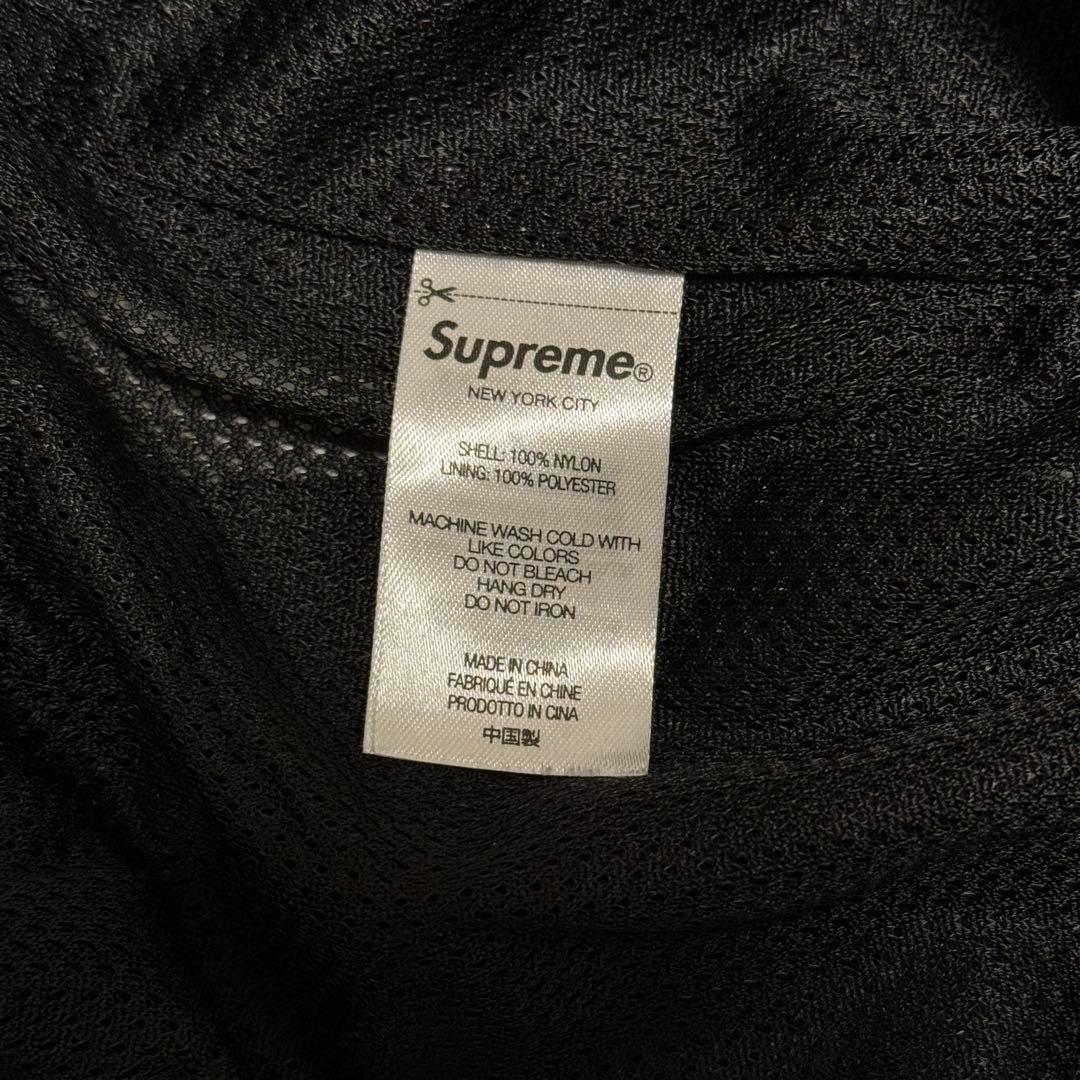 Supreme®
NEW YORK CITY
SHELL: 100% NYLON
LINING: 100% POLYESTER
MACHINE WASH COLD WITH
LIKE COLORS
DO NOT BLEACH
HANG DRY
DO NOT IRON
MADE IN CHINA
FABRIQUÉ EN CHINE
PRODOTTO IN CINA
中国製